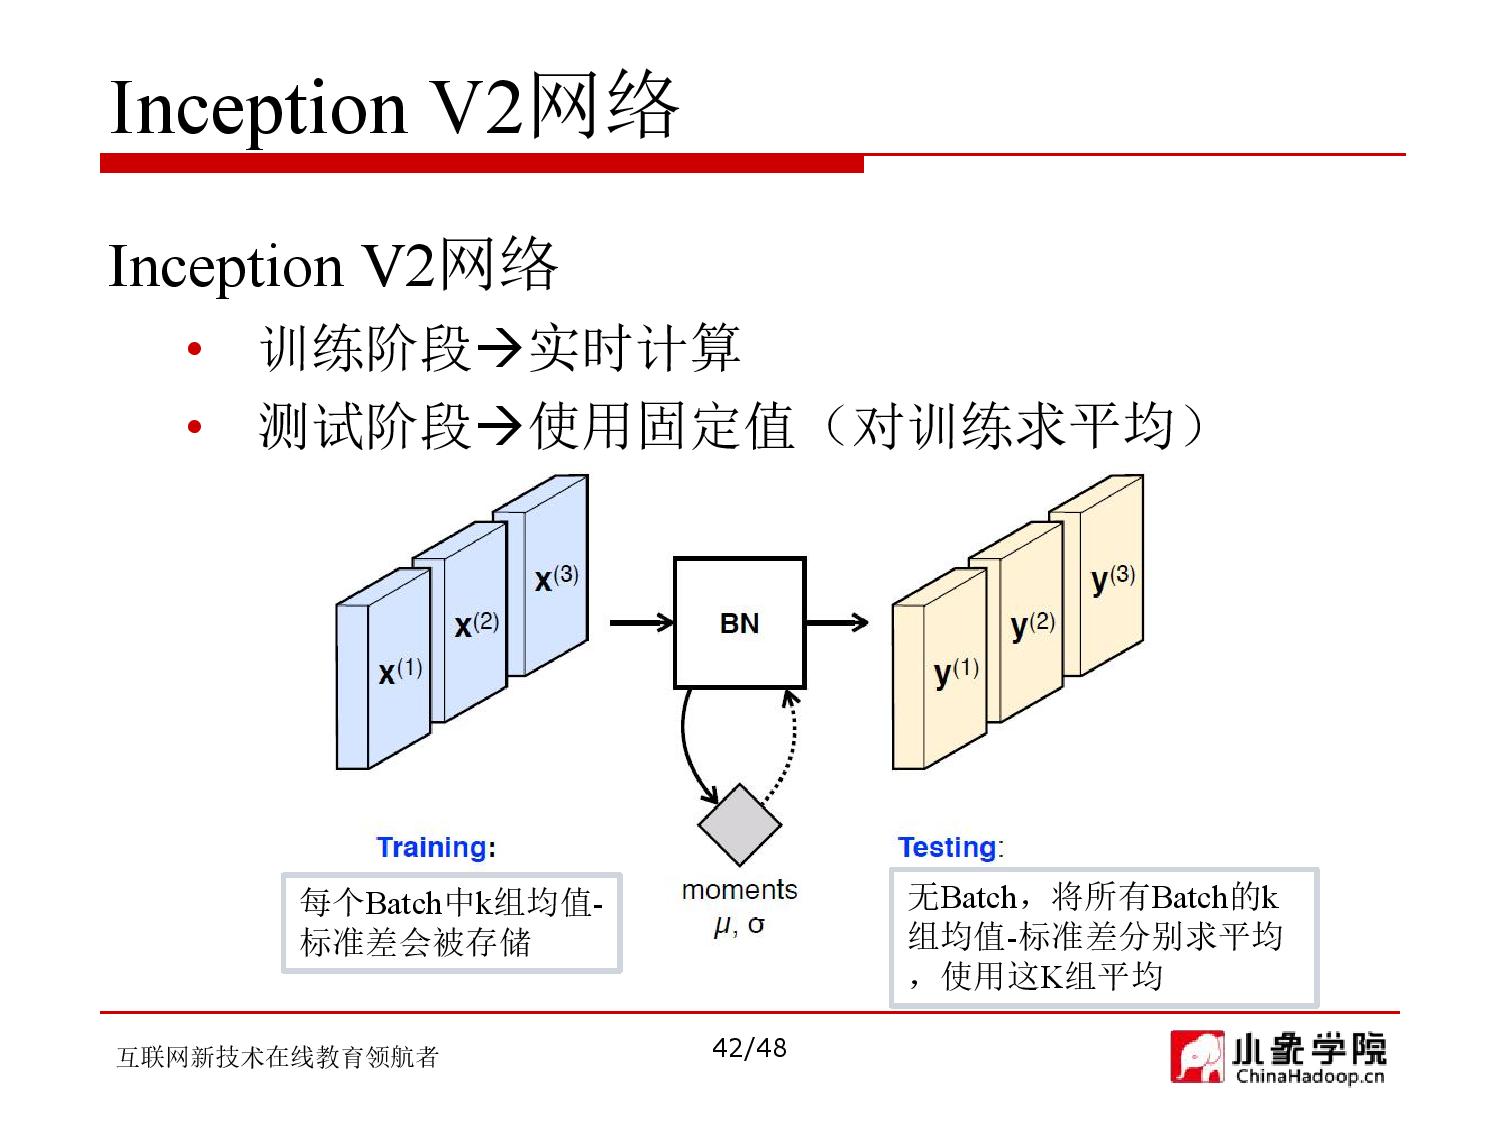 Inception V2网络
Inception V2网络
• 训练阶段→实时计算
• 测试阶段→使用固定值（对训练求平均）
x(1)
x(2)
x(3)
BN
y(1)
y(2)
y(3)
Training:
每个Batch中k组均值-
标准差会被存储
moments
μ, σ
Testing:
无Batch，将所有Batch的k
组均值-标准差分别求平均
，使用这K组平均
互联网新技术在线教育领航者
42/48
小象学院
ChinaHadoop.cn